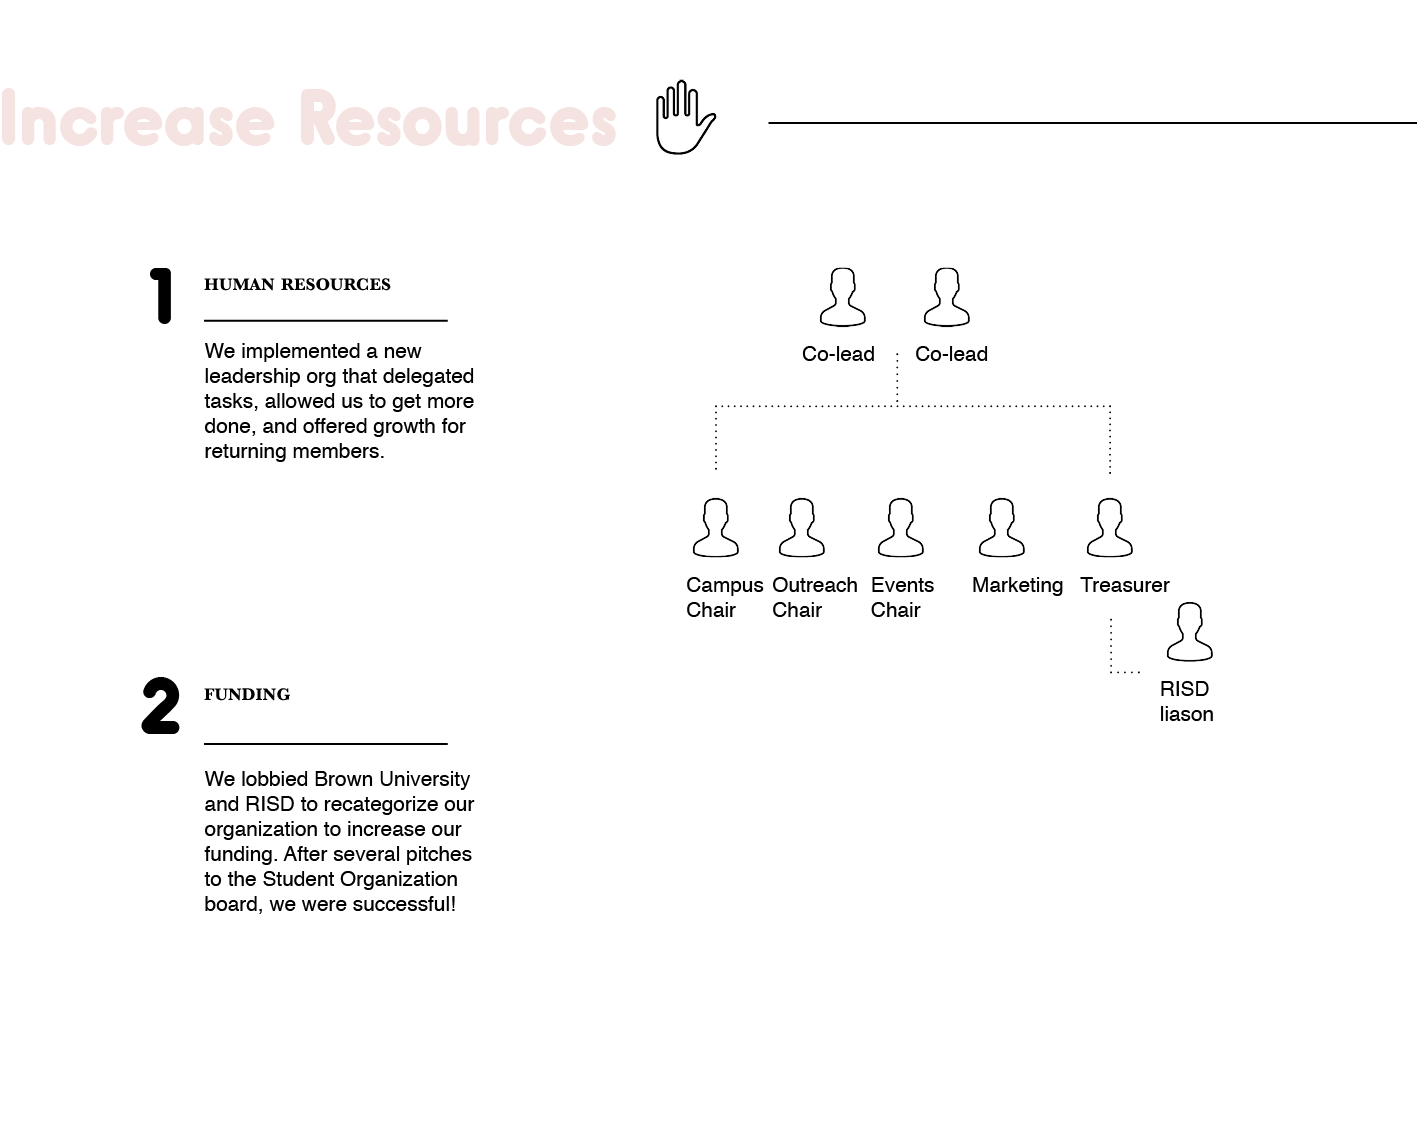 Increase Resources
1
HUMAN RESOURCES
We implemented a new
leadership org that delegated
tasks, allowed us to get more
done, and offered growth for
returning members.
Co-lead
Co-lead
Campus
Chair
Outreach
Chair
Events
Chair
Marketing
Treasurer
RISD
liason
2
FUNDING
We lobbied Brown University
and RISD to recategorize our
organization to increase our
funding. After several pitches
to the Student Organization
board, we were successful!